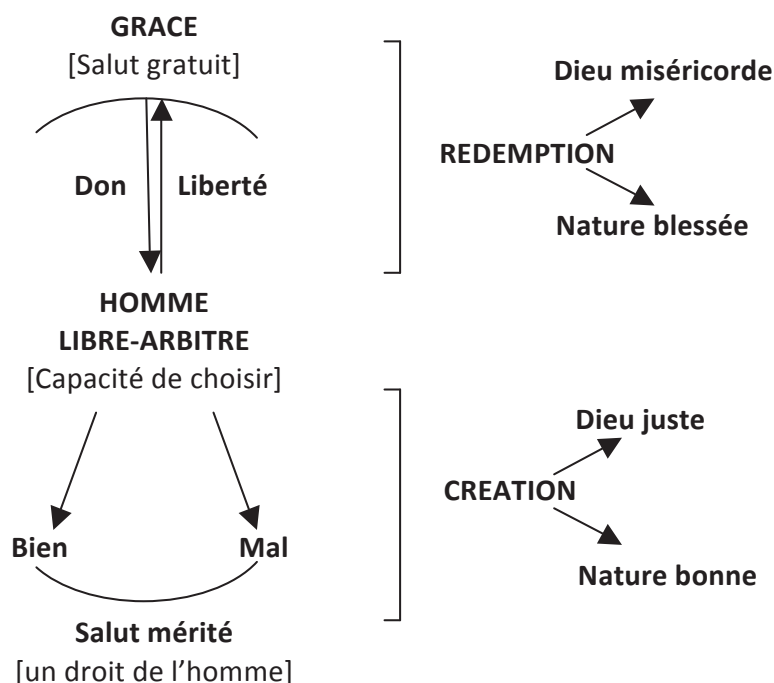 GRACE
[Salut gratuit]
Don
Liberté
HOMME
LIBRE-ARBITRE
[Capacité de choisir]
Bien
Mal
Salut mérité
[un droit de l’homme]
Dieu miséricorde
REDEMPTION
Nature blessée
Dieu juste
CREATION
Nature bonne